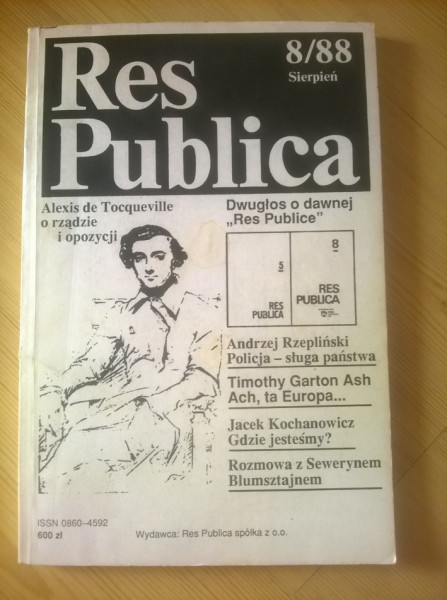 Res
Publica
8/88
Sierpień
Alexis de Tocqueville
o rządzie
i opozycji
Dwugłos o dawnej
„Res Publice”
5
RES
PUBLICA
8
RES
PUBLICA
Andrzej Rzepliński
Policja – sługa państwa
Timothy Garton Ash
Ach, ta Europa...
Jacek Kochanowicz
Gdzie jesteśmy?
Rozmowa z Sewerynem
Blumsztajnem
ISSN 0860–4592
600 zł
Wydawca: Res Publica spółka z o.o.